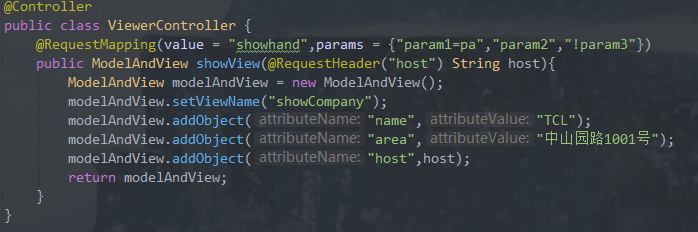 @Controller
public class ViewerController {
@RequestMapping(value = "showhand",params = {"param1=pa","param2","!param3"})
public ModelAndView showView(@RequestHeader("host") String host){
ModelAndView modelAndView = new ModelAndView();
modelAndView.setViewName("showCompany");
modelAndView.addObject( attributeName: "name", attributeValue: "TCL");
modelAndView.addObject( attributeName: "area", attributeValue: "中山园路1001号");
modelAndView.addObject( attributeName: "host",host);
return modelAndView;
}
}